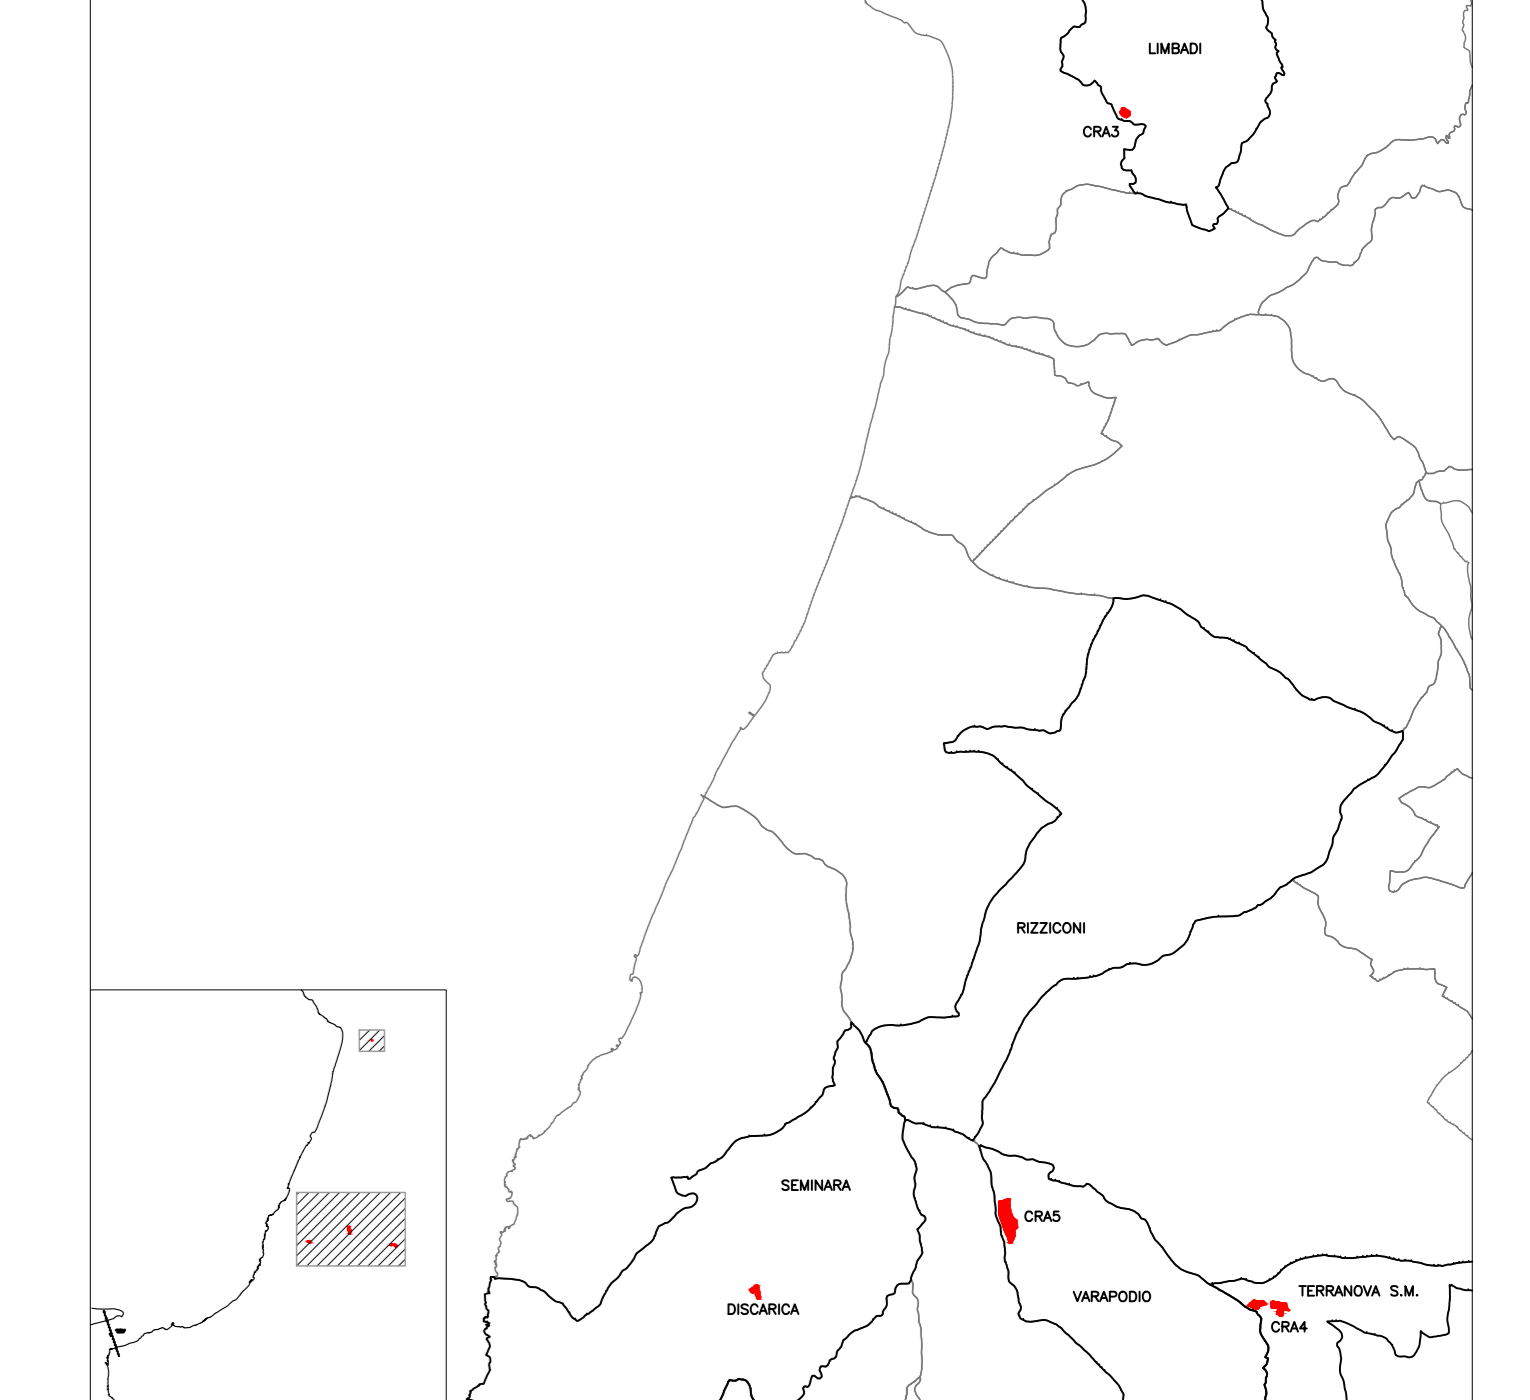 LIMBADI
CRA3
RIZZICONI
SEMINARA
CRA5
VARAPODIO
TERRANOVA S.M.
DISCARICA
CRA4